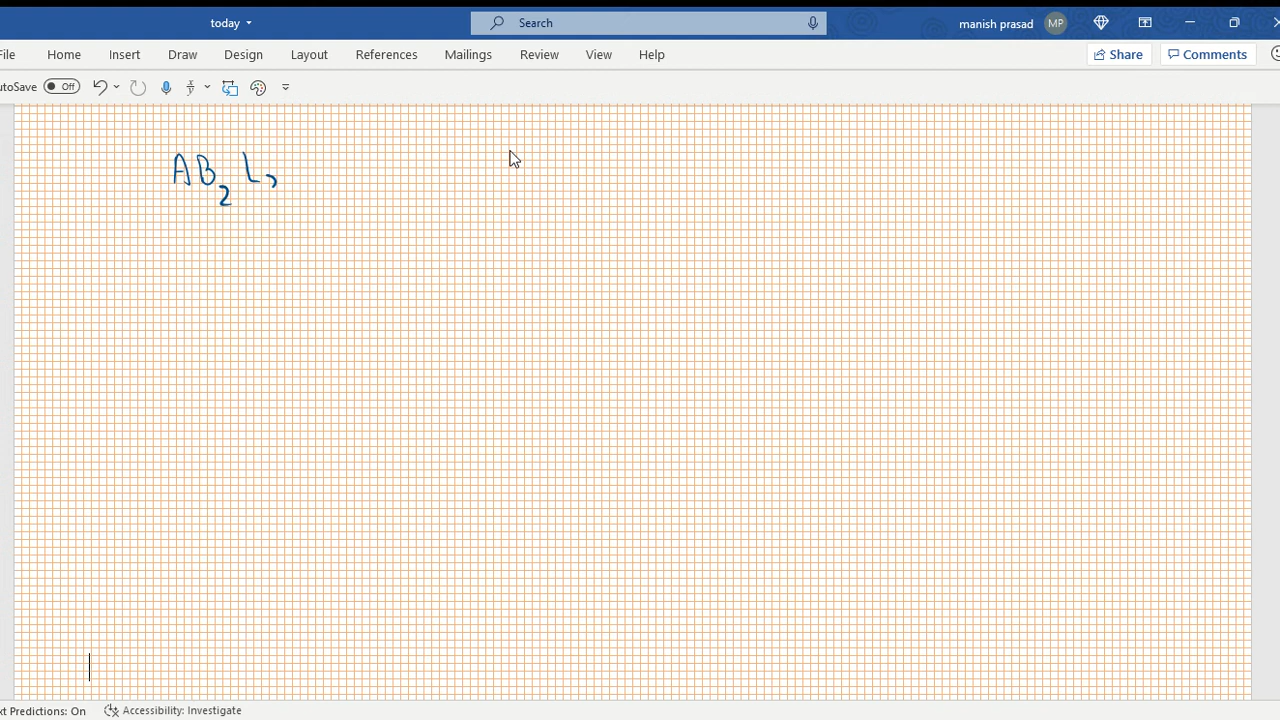 today
Search
manish prasad
MP
File Home Insert Draw Design Layout References Mailings Review View Help
Share
Comments
AutoSave
Off
x/y
AB₂ L,
xt Predictions: On
Accessibility: Investigate